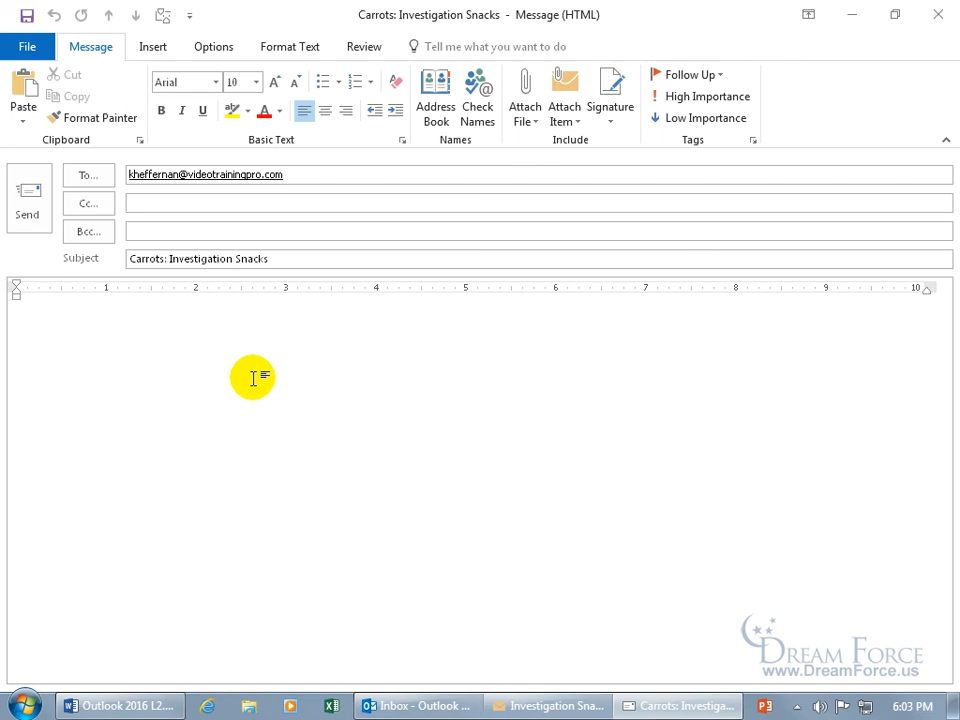 Carrots: Investigation Snacks - Message (HTML)
File Message Insert Options Format Text Review Tell me what you want to do
Paste
Cut
Copy
Format Painter
Clipboard
Arial 10 A A
B I U A
Basic Text
Address Book
Check Names
Names
Attach File
Attach Item
Signature
Include
Follow Up
High Importance
Low Importance
Tags
Send
To... kheffernan@videotrainingpro.com
Cc...
Bcc...
Subject Carrots: Investigation Snacks
1 2 3 4 5 6 7 8 9 10
DREAM FORCE
www.DreamForce.us
Outlook 2016 L2.... Inbox - Outlook ... Investigation Sna... Carrots: Investiga... 6:03 PM